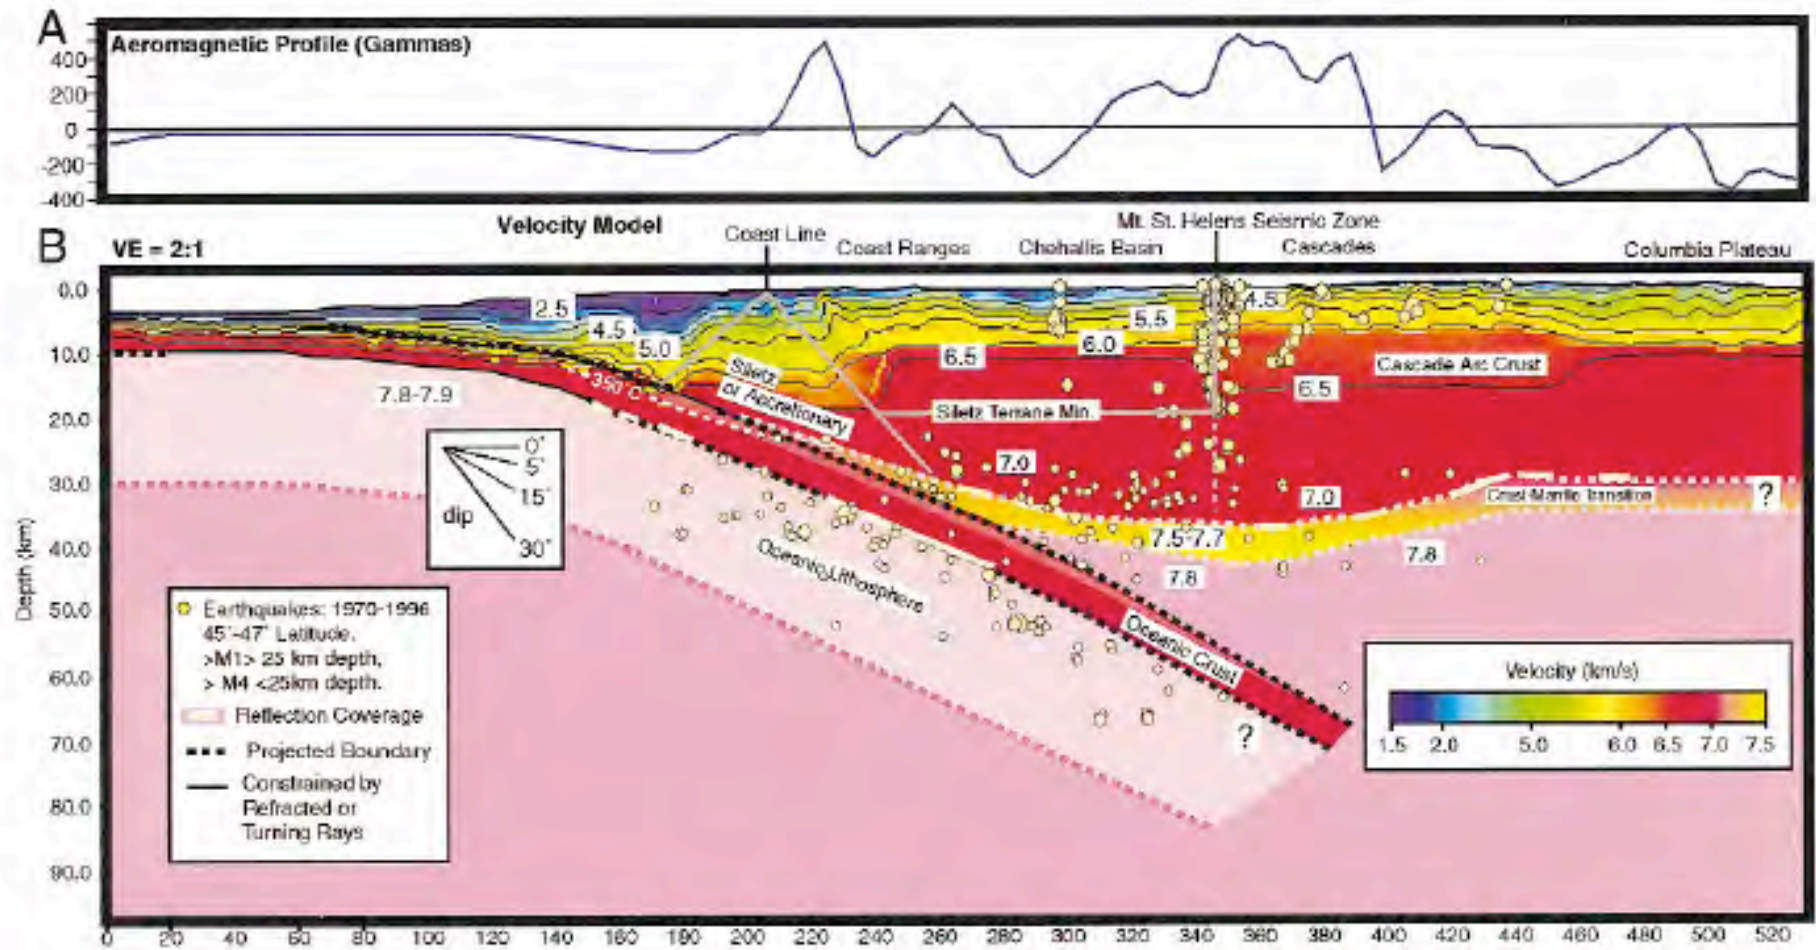 A
Aeromagnetic Profile (Gammas)
400
200
0
-200
-400
B
VE = 2:1
Velocity Model
Coast Line
Coast Ranges
Chehallis Basin
Mt. St. Helens Seismic Zone
Cascades
Columbia Plateau
0.0
10.0
20.0
30.0
40.0
50.0
60.0
70.0
80.0
90.0
Depth (km)
2.5
4.5
5.0
6.5
6.0
5.5
4.5
6.5
Cascade Arc Crust
350°C
Siletz
or Accretionary
Siletz Terrane Min.
7.8-7.9
7.0
7.0
Crust-Mantle Transition
?
7.5-7.7
7.8
7.8
0°
5°
15°
30°
dip
Oceanic Lithosphere
Oceanic Crust
?
Earthquakes: 1970-1996
45°-47° Latitude.
>M1> 25 km depth,
> M4 <25km depth.
Reflection Coverage
Projected Boundary
Constrained by
Refracted or
Turning Rays
Velocity (km/s)
1.5 2.0 5.0 6.0 6.5 7.0 7.5
0 20 40 60 80 100 120 140 160 180 200 220 240 260 280 300 320 340 360 380 400 420 440 460 480 500 520